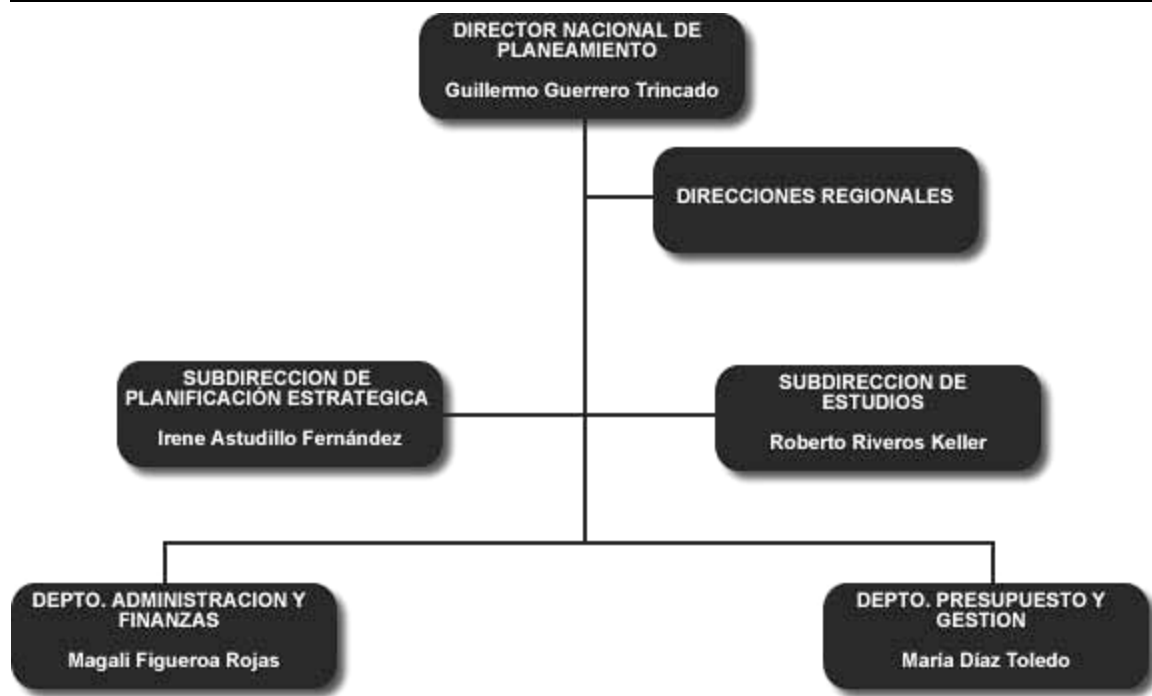 DIRECTOR NACIONAL DE
PLANEAMIENTO
Guillermo Guerrero Trincado
DIRECCIONES REGIONALES
SUBDIRECCION DE
PLANIFICACIÓN ESTRATEGICA
Irene Astudillo Fernández
SUBDIRECCION DE
ESTUDIOS
Roberto Riveros Keller
DEPTO. ADMINISTRACION Y
FINANZAS
Magali Figueroa Rojas
DEPTO. PRESUPUESTO Y
GESTION
María Díaz Toledo